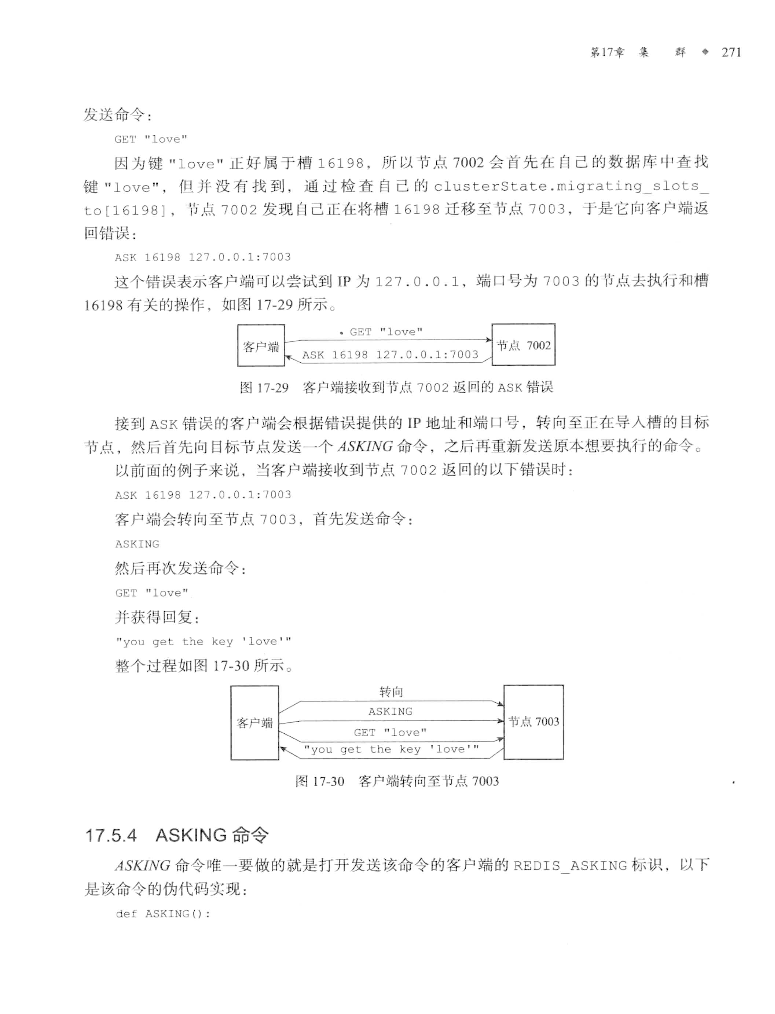 第17章 集 群 ◆ 271
发送命令：
GET "love"
因为键 "love" 正好属于槽 16198，所以节点 7002 会首先在自己的数据库中查找
键 "love"，但并没有找到，通过检查自己的 clusterState.migrating_slots_
to[16198]，节点 7002 发现自己正在将槽 16198 迁移至节点 7003，于是它向客户端返
回错误：
ASK 16198 127.0.0.1:7003
这个错误表示客户端可以尝试到 IP 为 127.0.0.1，端口号为 7003 的节点去执行和槽
16198 有关的操作，如图 17-29 所示。
GET "love"
客户端
节点 7002
ASK 16198 127.0.0.1:7003
图 17-29 客户端接收到节点 7002 返回的 ASK 错误
接到 ASK 错误的客户端会根据错误提供的 IP 地址和端口号，转向至正在导入槽的目标
节点，然后首先向目标节点发送一个 ASKING 命令，之后再重新发送原本想要执行的命令。
以前面的例子来说，当客户端接收到节点 7002 返回的以下错误时：
ASK 16198 127.0.0.1:7003
客户端会转向至节点 7003，首先发送命令：
ASKING
然后再次发送命令：
GET "love"
并获得回复：
"you get the key 'love'"
整个过程如图 17-30 所示。
转向
ASKING
客户端
节点 7003
GET "love"
"you get the key 'love'"
图 17-30 客户端转向至节点 7003
17.5.4 ASKING 命令
ASKING 命令唯一要做的就是打开发送该命令的客户端的 REDIS_ASKING 标识，以下
是该命令的伪代码实现：
def ASKING():